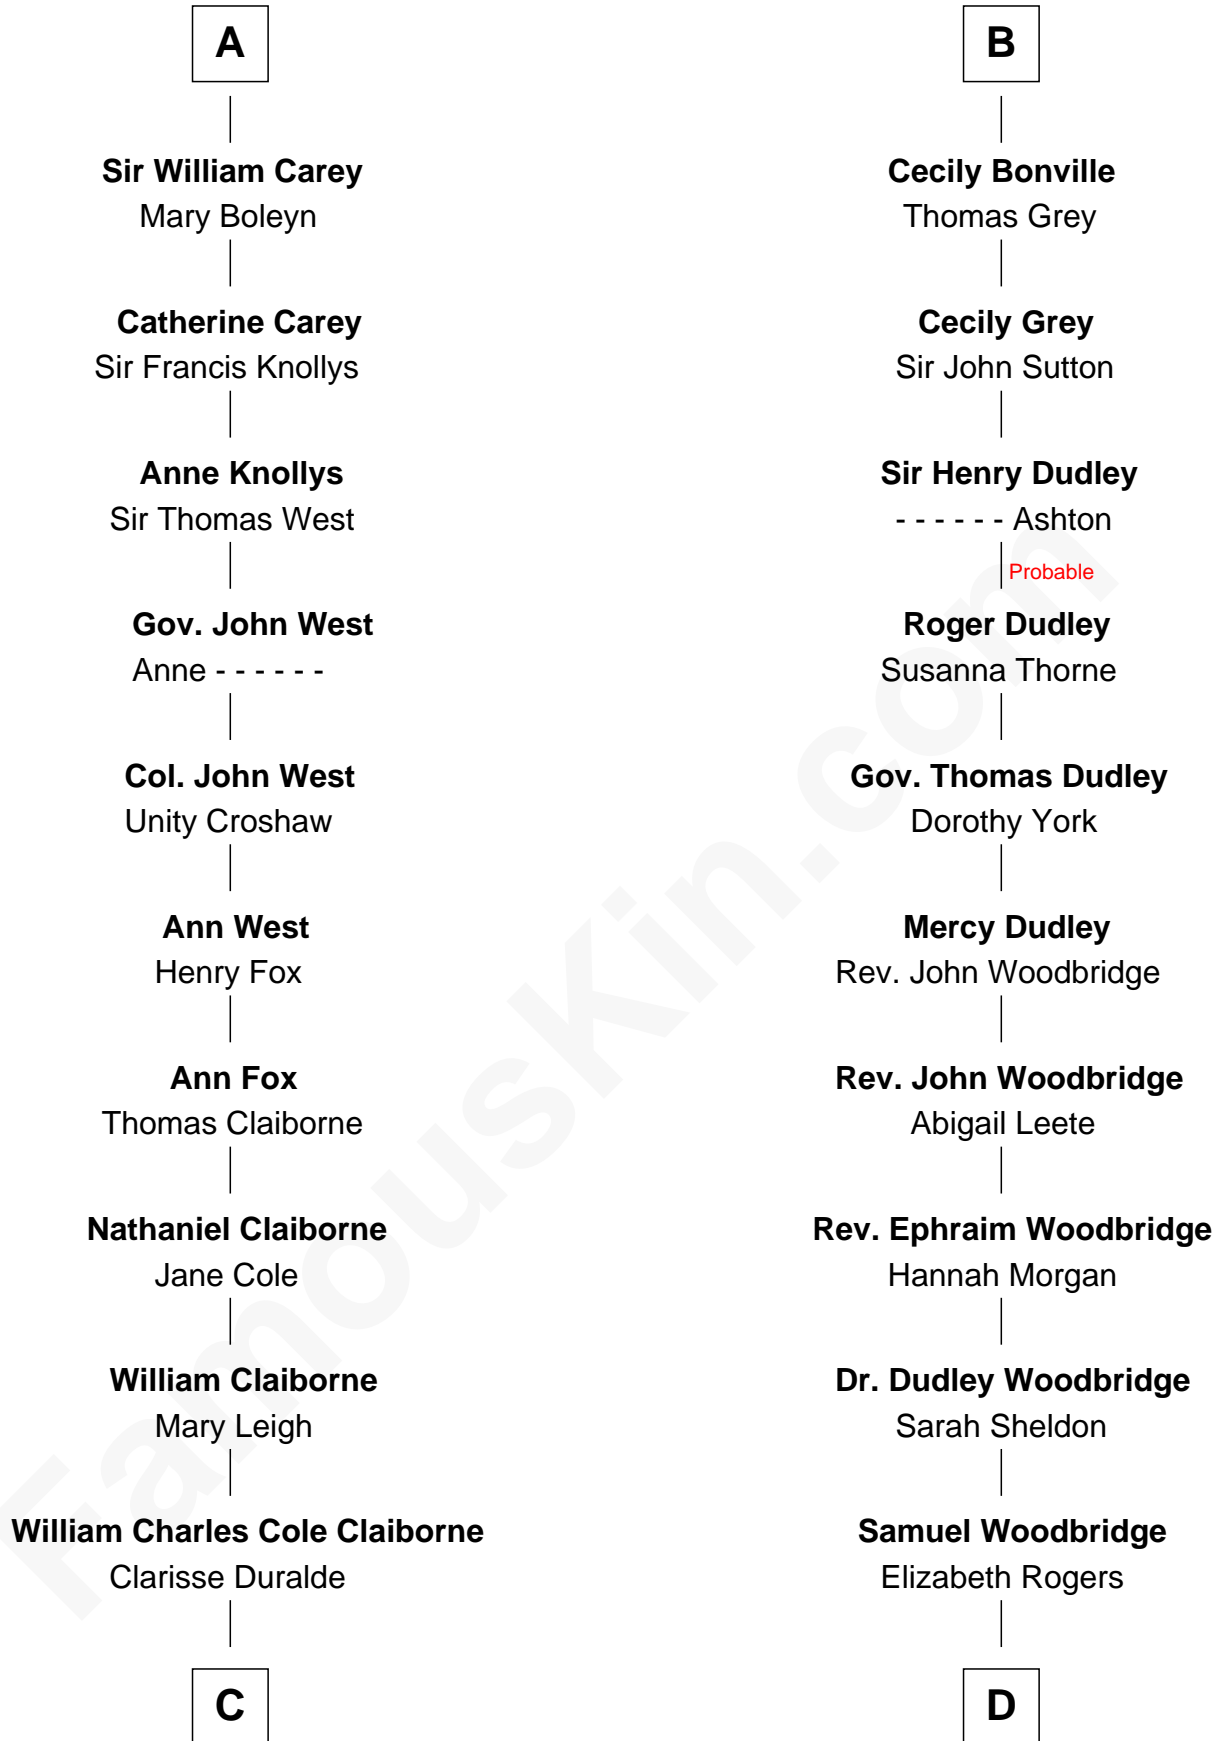 A
Sir William Carey
Mary Boleyn
Catherine Carey
Sir Francis Knollys
Anne Knollys
Sir Thomas West
Gov. John West
Anne - - - - - -
Col. John West
Unity Croshaw
Ann West
Henry Fox
Ann Fox
Thomas Claiborne
Nathaniel Claiborne
Jane Cole
William Claiborne
Mary Leigh
William Charles Cole Claiborne
Clarisse Duralde
C
B
Cecily Bonville
Thomas Grey
Cecily Grey
Sir John Sutton
Sir Henry Dudley
- - - - - - Ashton
Probable
Roger Dudley
Susanna Thorne
Gov. Thomas Dudley
Dorothy York
Mercy Dudley
Rev. John Woodbridge
Rev. John Woodbridge
Abigail Leete
Rev. Ephraim Woodbridge
Hannah Morgan
Dr. Dudley Woodbridge
Sarah Sheldon
Samuel Woodbridge
Elizabeth Rogers
D
FamousKin.com